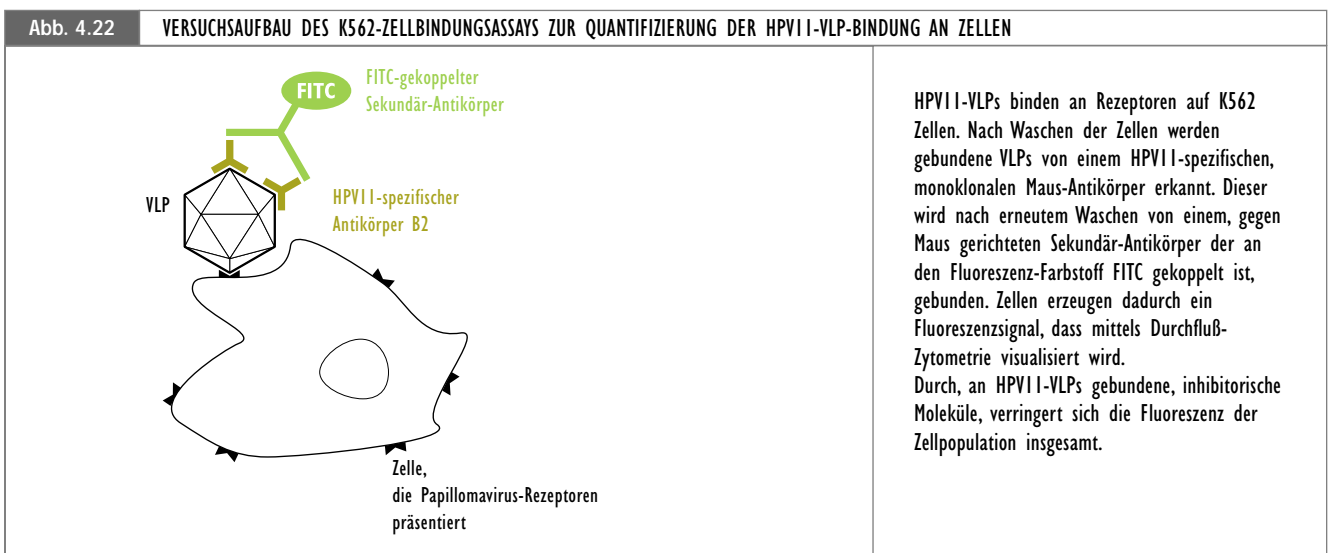 Abb. 4.22 VERSUCHSAUFBAU DES K562-ZELLBINDUNGSASSAYS ZUR QUANTIFIZIERUNG DER HPV11-VLP-BINDUNG AN ZELLEN
FITC
FITC-gekoppelter
Sekundär-Antikörper
VLP
HPV11-spezifischer
Antikörper B2
Zelle,
die Papillomavirus-Rezeptoren
präsentiert
HPV11-VLPs binden an Rezeptoren auf K562
Zellen. Nach Waschen der Zellen werden
gebundene VLPs von einem HPV11-spezifischen,
monoklonalen Maus-Antikörper erkannt. Dieser
wird nach erneutem Waschen von einem, gegen
Maus gerichteten Sekundär-Antikörper der an
den Fluoreszenz-Farbstoff FITC gekoppelt ist,
gebunden. Zellen erzeugen dadurch ein
Fluoreszenzsignal, dass mittels Durchfluß-
Zytometrie visualisiert wird.
Durch, an HPV11-VLPs gebundene, inhibitorische
Moleküle, verringert sich die Fluoreszenz der
Zellpopulation insgesamt.